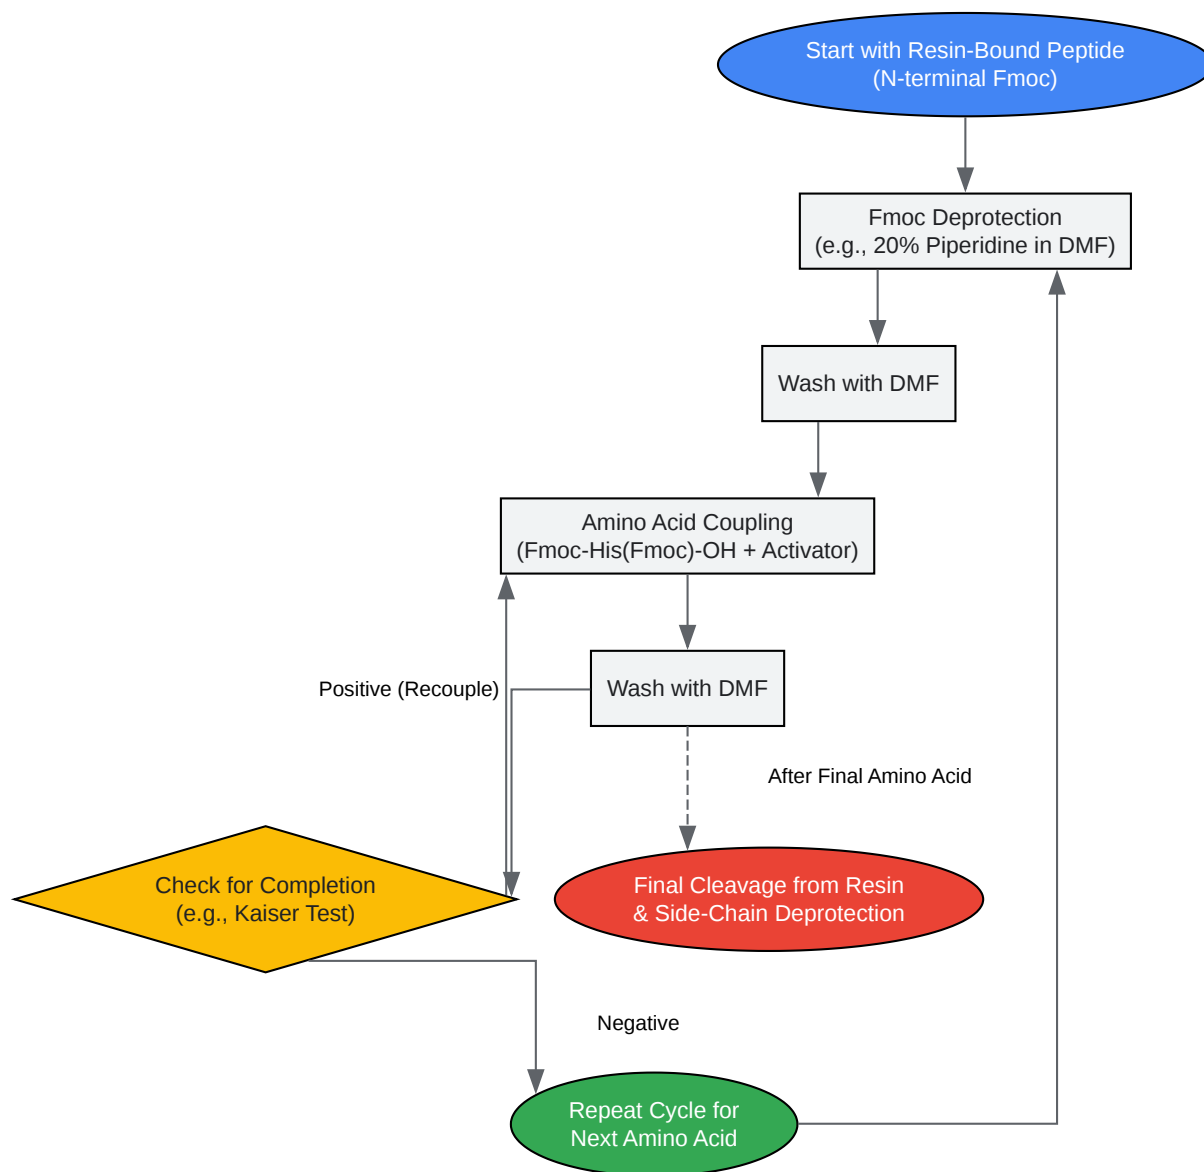 Start with Resin-Bound Peptide
(N-terminal Fmoc)
Fmoc Deprotection
(e.g., 20% Piperidine in DMF)
Wash with DMF
Amino Acid Coupling
(Fmoc-His(Fmoc)-OH + Activator)
Positive (Recouple)
Wash with DMF
After Final Amino Acid
Check for Completion
(e.g., Kaiser Test)
Final Cleavage from Resin
& Side-Chain Deprotection
Negative
Repeat Cycle for
Next Amino Acid